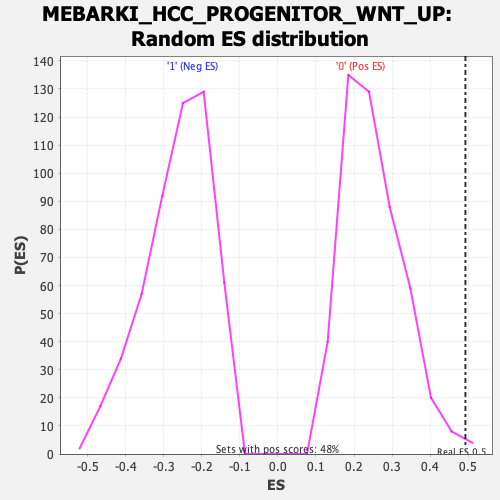 MEBARKI_HCC_PROGENITOR_WNT_UP:
Random ES distribution
'1' (Neg ES)
'0' (Pos ES)
P(ES)
140
130
120
110
100
90
80
70
60
50
40
30
20
10
0
Sets with pos scores: 48%
Real ES 0.5
-0.5 -0.4 -0.3 -0.2 -0.1 0.0 0.1 0.2 0.3 0.4 0.5
ES